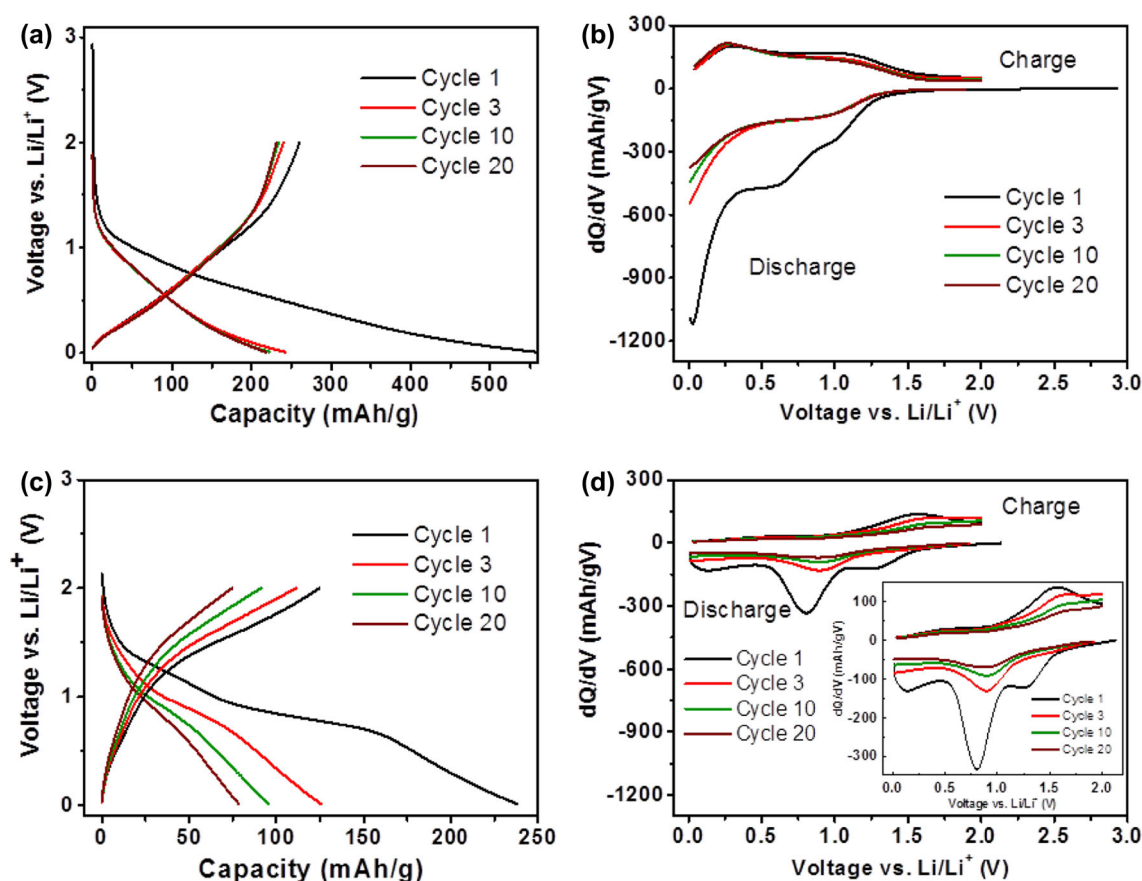 (a)
3
2
1
0
Voltage vs. Li/Li⁺ (V)
Cycle 1
Cycle 3
Cycle 10
Cycle 20
0 100 200 300 400 500
Capacity (mAh/g)
(b)
300
0
-300
-600
-900
-1200
dQ/dV (mAh/gV)
Charge
Discharge
Cycle 1
Cycle 3
Cycle 10
Cycle 20
0.0 0.5 1.0 1.5 2.0 2.5 3.0
Voltage vs. Li/Li⁺ (V)
(c)
3
2
1
0
Voltage vs. Li/Li⁺ (V)
Cycle 1
Cycle 3
Cycle 10
Cycle 20
0 50 100 150 200 250
Capacity (mAh/g)
(d)
300
0
-300
-600
-900
-1200
dQ/dV (mAh/gV)
Charge
Discharge
Cycle 1
Cycle 3
Cycle 10
Cycle 20
100
0
-100
-200
-300
dQ/dV (mAh/gV)
Cycle 1
Cycle 3
Cycle 10
Cycle 20
0.0 0.5 1.0 1.5 2.0
Voltage vs. Li/Li⁺ (V)
0.0 0.5 1.0 1.5 2.0 2.5 3.0
Voltage vs. Li/Li⁺ (V)